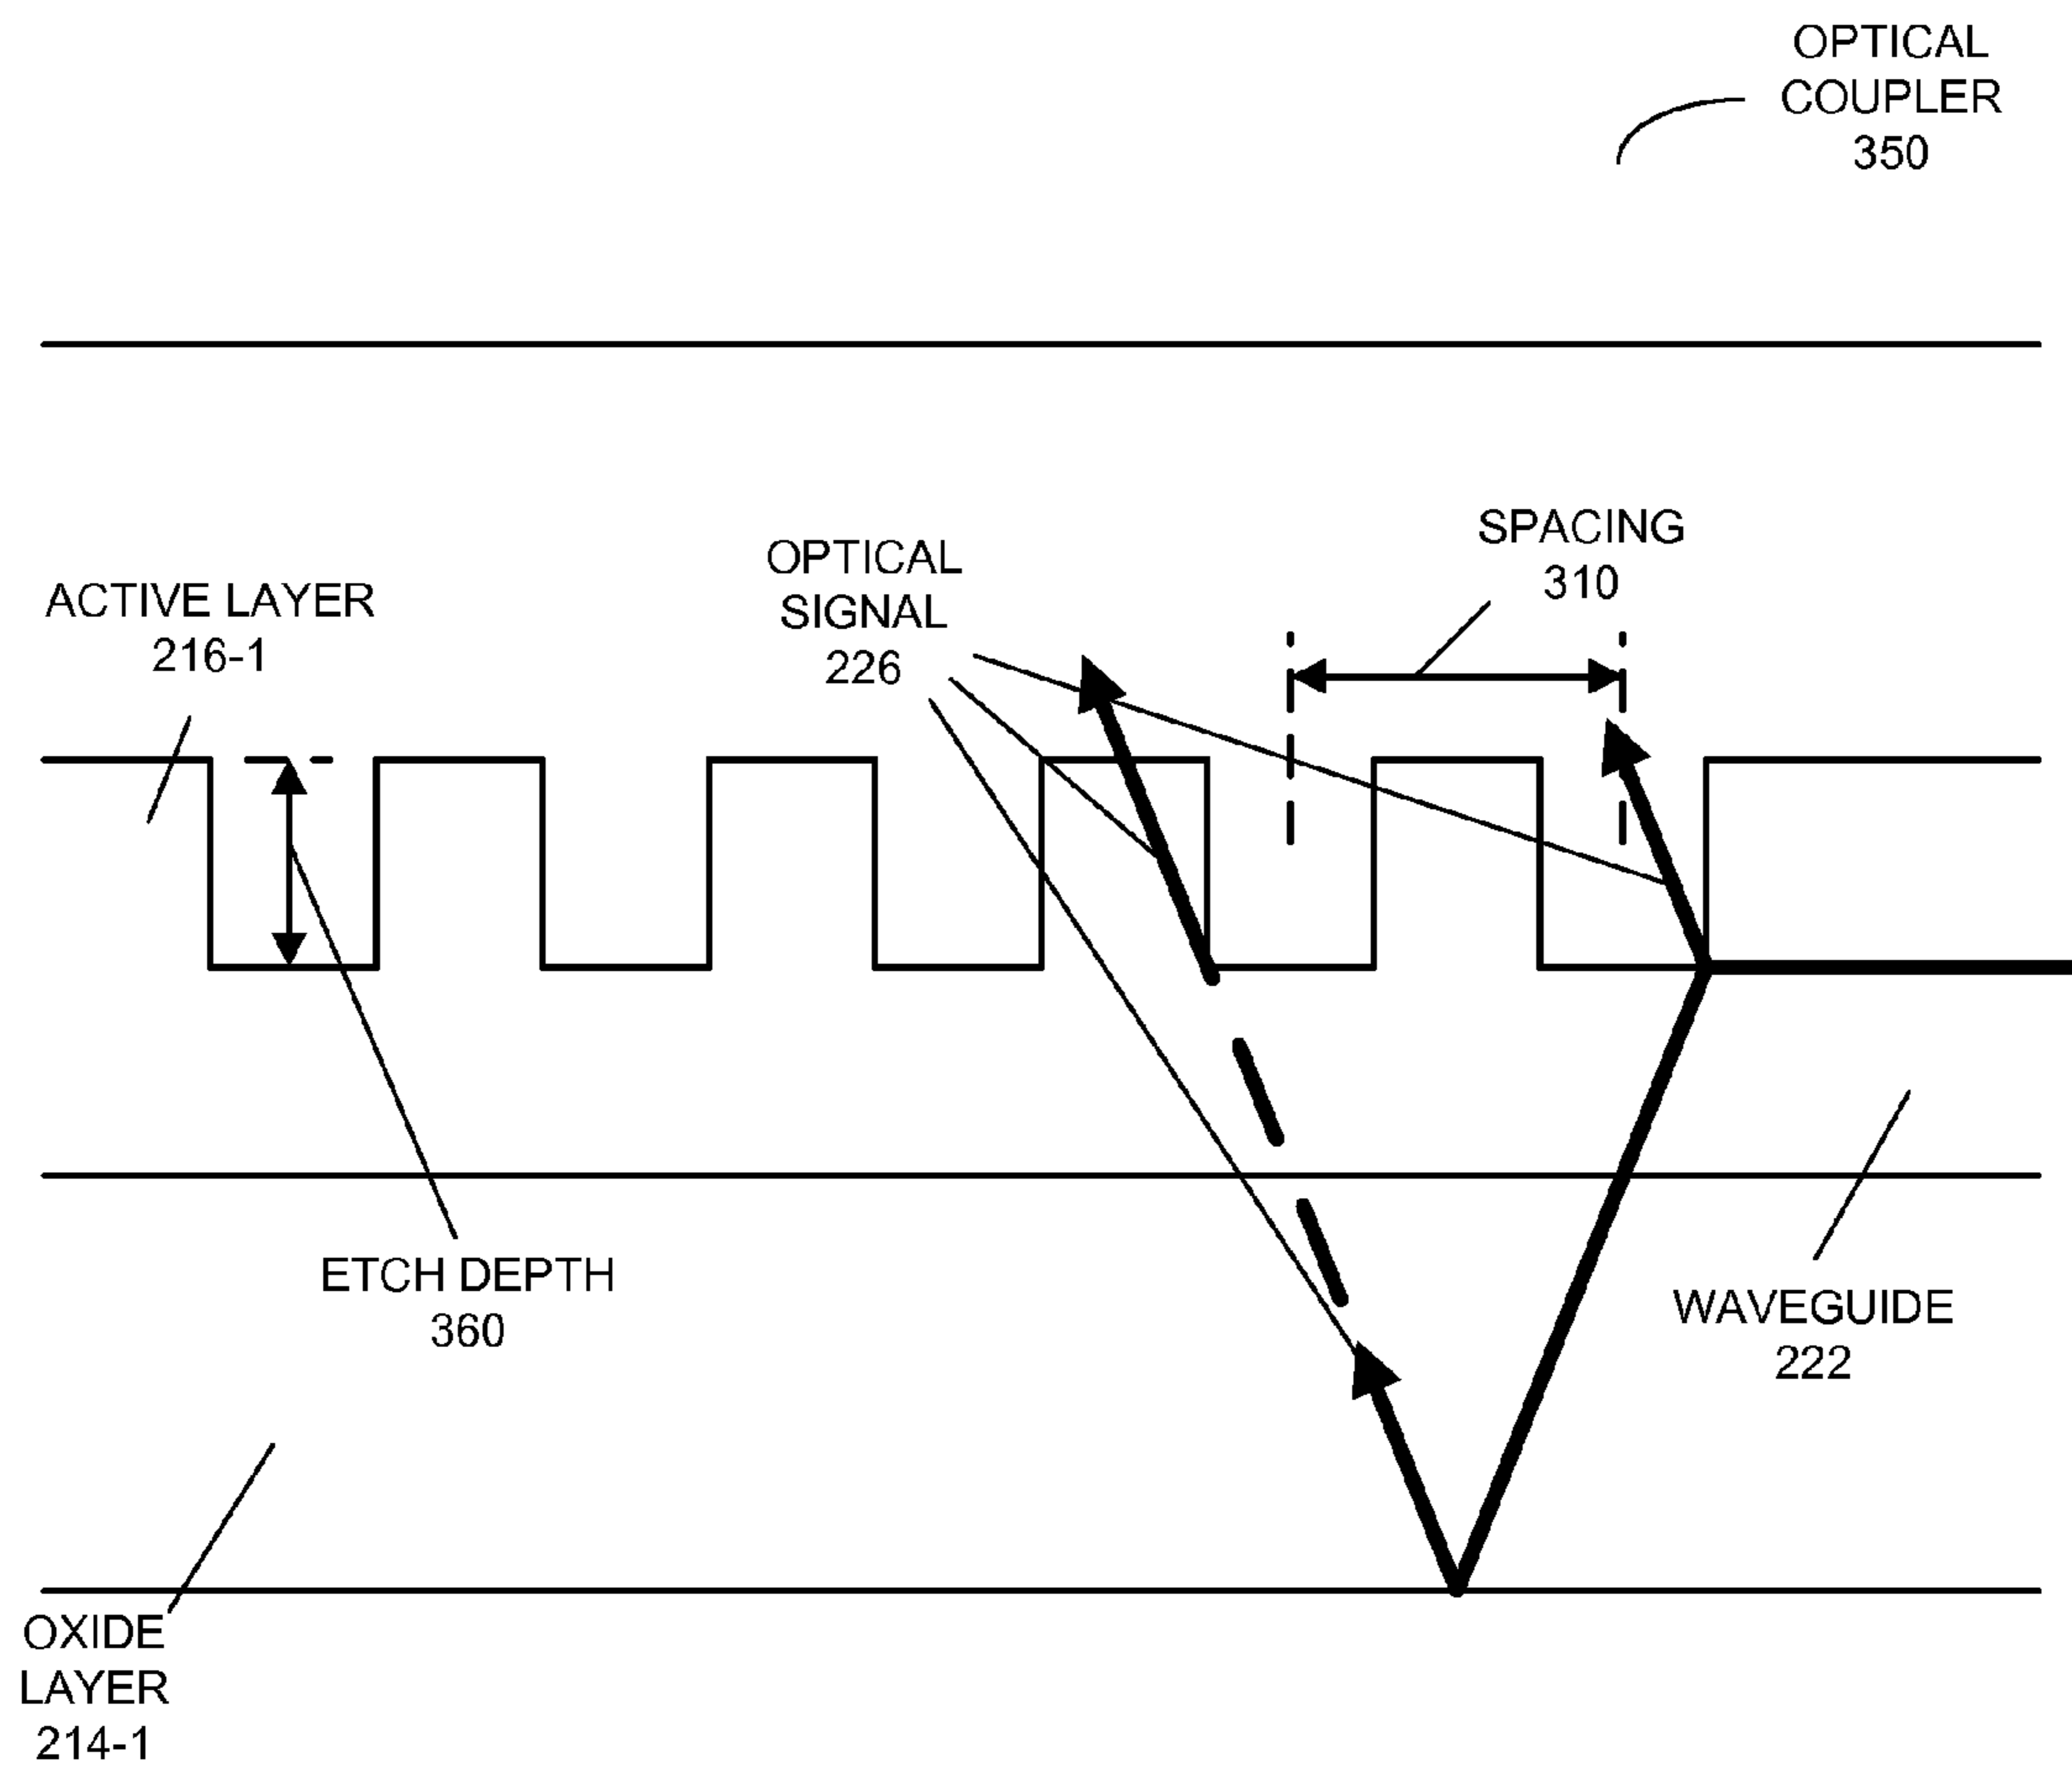 OPTICAL
COUPLER
350
SPACING
310
OPTICAL
SIGNAL
226
ACTIVE LAYER
216-1
ETCH DEPTH
360
WAVEGUIDE
222
OXIDE
LAYER
214-1